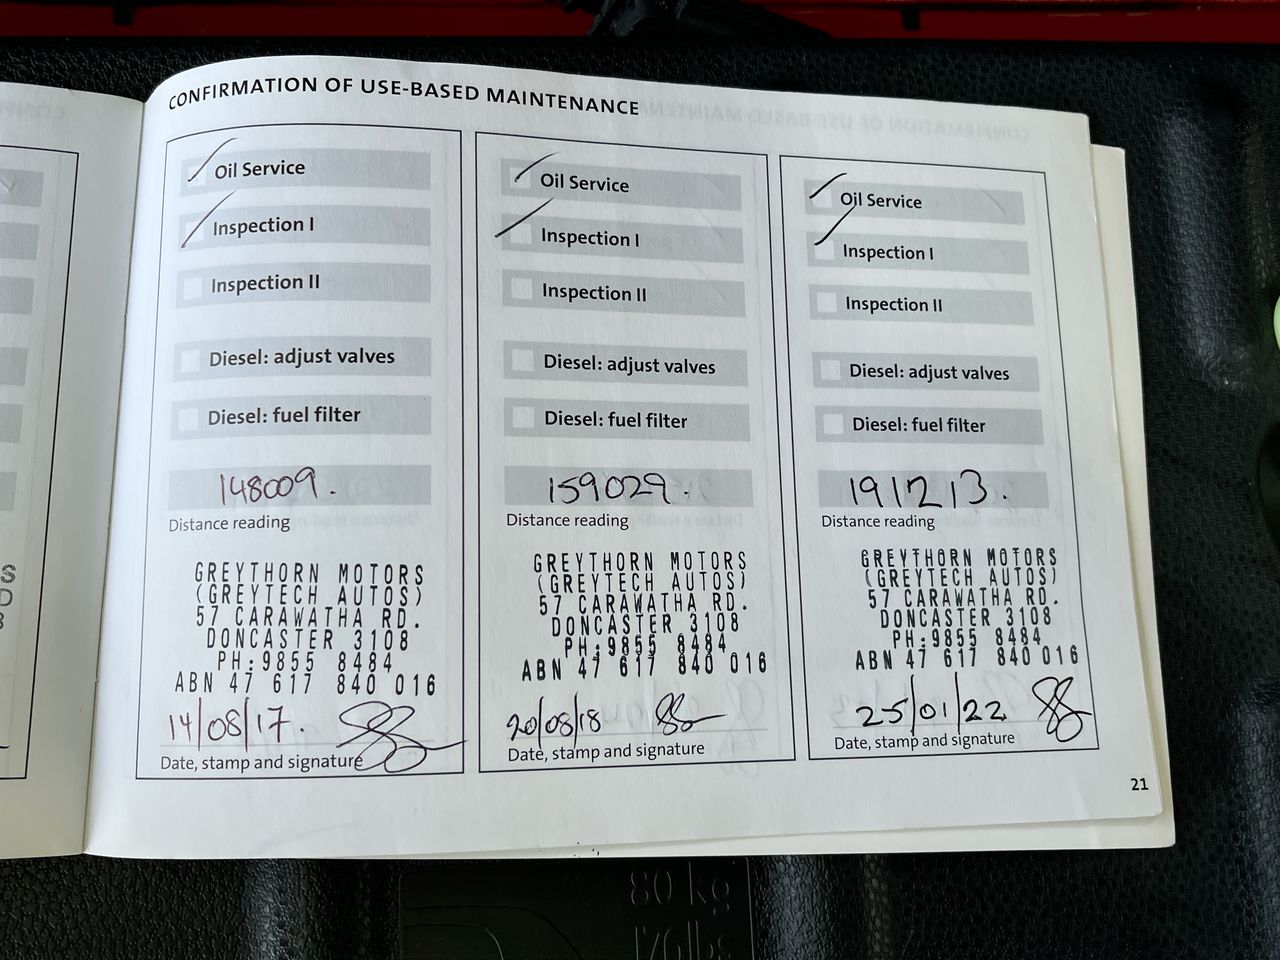 CONFIRMATION OF USE-BASED MAINTENANCE
Oil Service
Inspection I
Inspection II
Diesel: adjust valves
Diesel: fuel filter
148009.
Distance reading
GREYTHORN MOTORS
(GREYTECH AUTOS)
57 CARAWATHA RD.
DONCASTER 3108
PH:9855 8484
ABN 47 617 840 016
14/08/17.
Date, stamp and signature
Oil Service
Inspection I
Inspection II
Diesel: adjust valves
Diesel: fuel filter
159029.
Distance reading
GREYTHORN MOTORS
(GREYTECH AUTOS)
57 CARAWATHA RD.
DONCASTER 3108
PH:9855 8484
ABN 47 617 840 016
20/08/18
Date, stamp and signature
Oil Service
Inspection I
Inspection II
Diesel: adjust valves
Diesel: fuel filter
191213.
Distance reading
GREYTHORN MOTORS
(GREYTECH AUTOS)
57 CARAWATHA RD.
DONCASTER 3108
PH:9855 8484
ABN 47 617 840 016
25/01/22
Date, stamp and signature
21
80 kg
176lbs